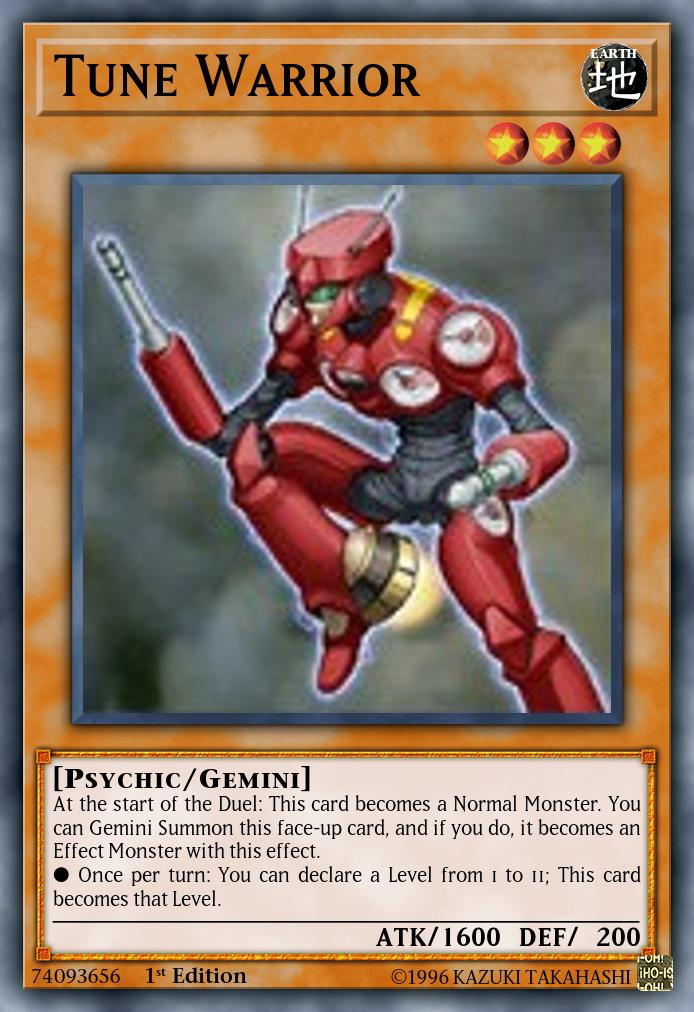 Tune Warrior
EARTH
地
[Psychic/Gemini]
At the start of the Duel: This card becomes a Normal Monster. You
can Gemini Summon this face-up card, and if you do, it becomes an
Effect Monster with this effect.
● Once per turn: You can declare a Level from I to II; This card
becomes that Level.
ATK/1600 DEF/ 200
74093656 1st Edition ©1996 KAZUKI TAKAHASHI